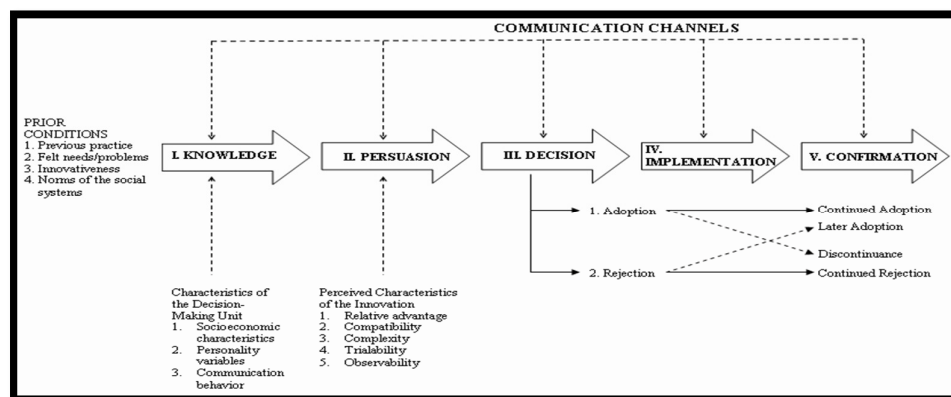 COMMUNICATION CHANNELS
PRIOR
CONDITIONS
1. Previous practice
2. Felt needs/problems
3. Innovativeness
4. Norms of the social
systems
I. KNOWLEDGE
II. PERSUASION
III. DECISION
IV.
IMPLEMENTATION
V. CONFIRMATION
1. Adoption
2. Rejection
Continued Adoption
Later Adoption
Discontinuance
Continued Rejection
Characteristics of
the Decision-
Making Unit
1. Socioeconomic
characteristics
2. Personality
variables
3. Communication
behavior
Perceived Characteristics
of the Innovation
1. Relative advantage
2. Compatibility
3. Complexity
4. Trialability
5. Observability